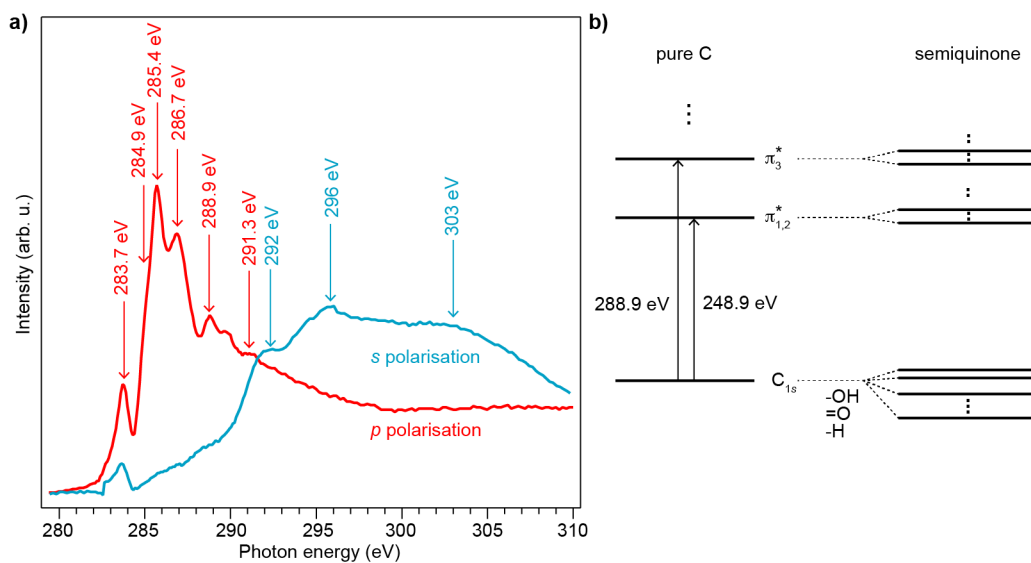 a)
Intensity (arb. u.)
283.7 eV
284.9 eV
285.4 eV
286.7 eV
288.9 eV
291.3 eV
292 eV
296 eV
303 eV
s polarisation
p polarisation
280 285 290 295 300 305 310
Photon energy (eV)
b)
pure C semiquinone
π*3
π*1,2
288.9 eV 248.9 eV
C1s
-OH
=O
-H